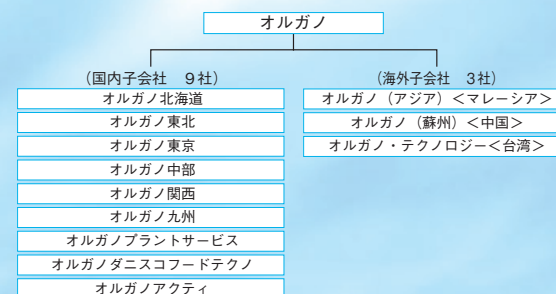 オルガノ
（国内子会社　９社）
オルガノ北海道
オルガノ東北
オルガノ東京
オルガノ中部
オルガノ関西
オルガノ九州
オルガノプラントサービス
オルガノダニスコフードテクノ
オルガノアクティ
（海外子会社　３社）
オルガノ（アジア）＜マレーシア＞
オルガノ（蘇州）＜中国＞
オルガノ・テクノロジー＜台湾＞